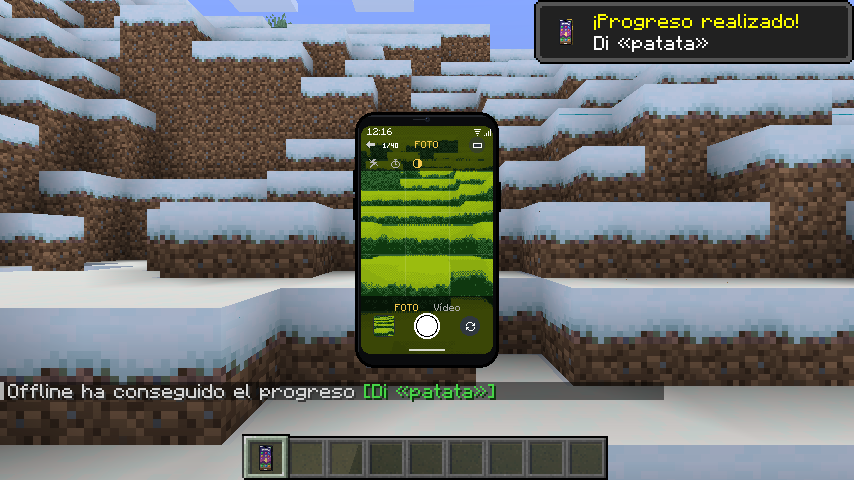 ¡Progreso realizado!
Di «patata»
12:16
1/40 FOTO
FOTO Vídeo
Offline ha conseguido el progreso [Di «patata»]